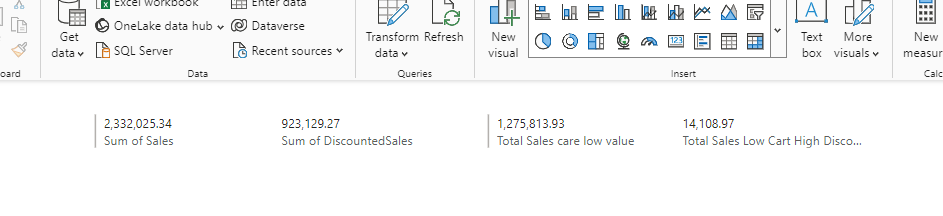 Excel workbook
Enter data
OneLake data hub
Dataverse
SQL Server
Recent sources
Get data
Transform data
Refresh
New visual
123
A
Text box
More visuals
New measur
oard
Data
Queries
Insert
Calc
2,332,025.34
Sum of Sales
923,129.27
Sum of DiscountedSales
1,275,813.93
Total Sales care low value
14,108.97
Total Sales Low Cart High Disco...